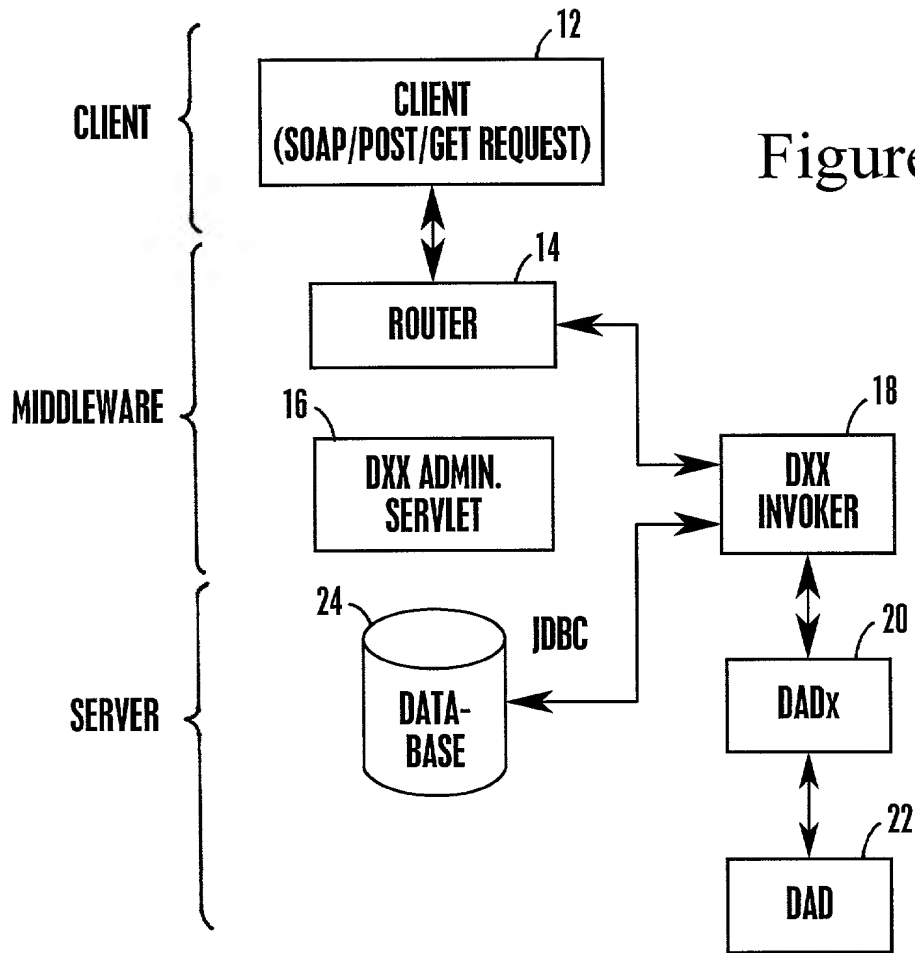 12
CLIENT
CLIENT
(SOAP/POST/GET REQUEST)
Figure
14
ROUTER
MIDDLEWARE
16
DXX ADMIN.
SERVLET
18
DXX
INVOKER
24
JDBC
DATA-
BASE
SERVER
20
DADx
22
DAD